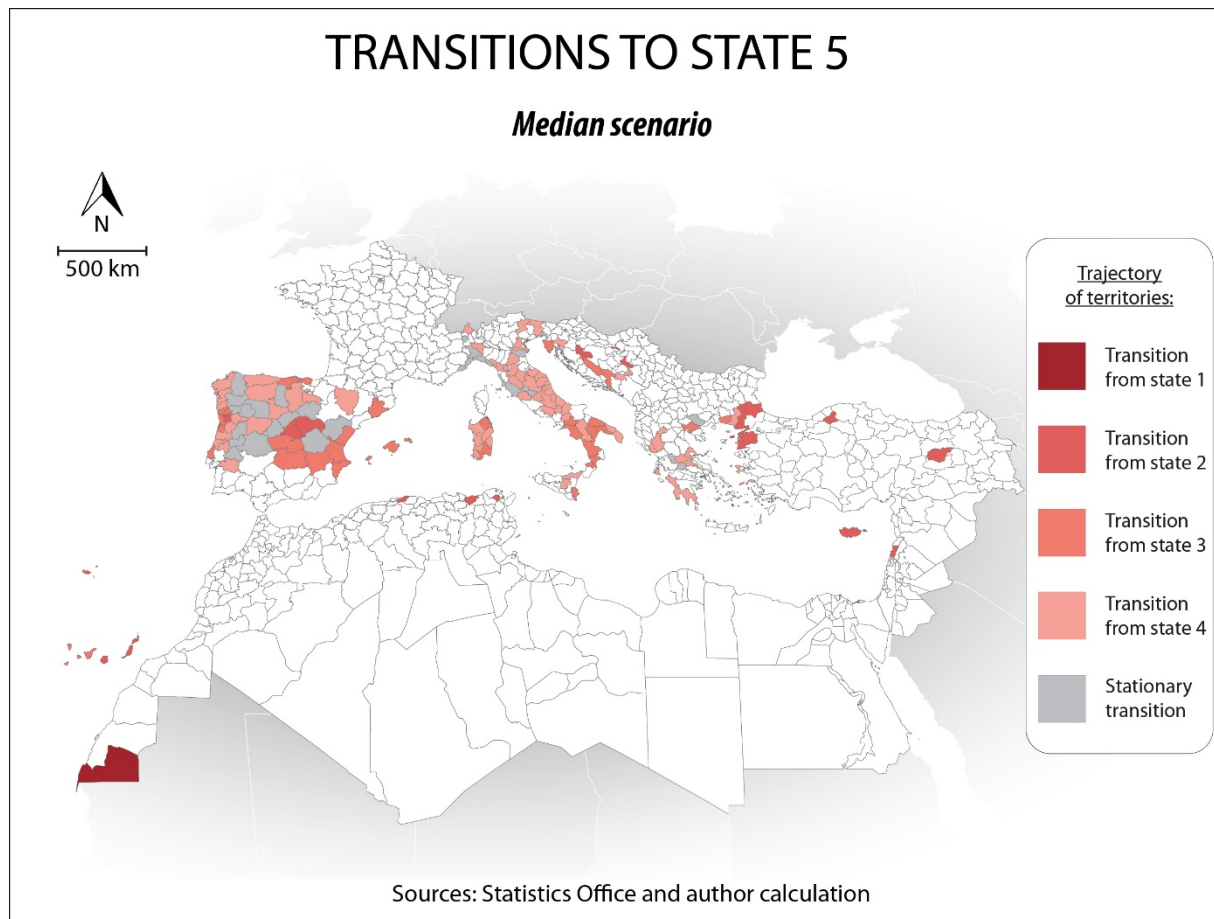 TRANSITIONS TO STATE 5
Median scenario
N
500 km
Trajectory
of territories:
Transition
from state 1
Transition
from state 2
Transition
from state 3
Transition
from state 4
Stationary
transition
Sources: Statistics Office and author calculation